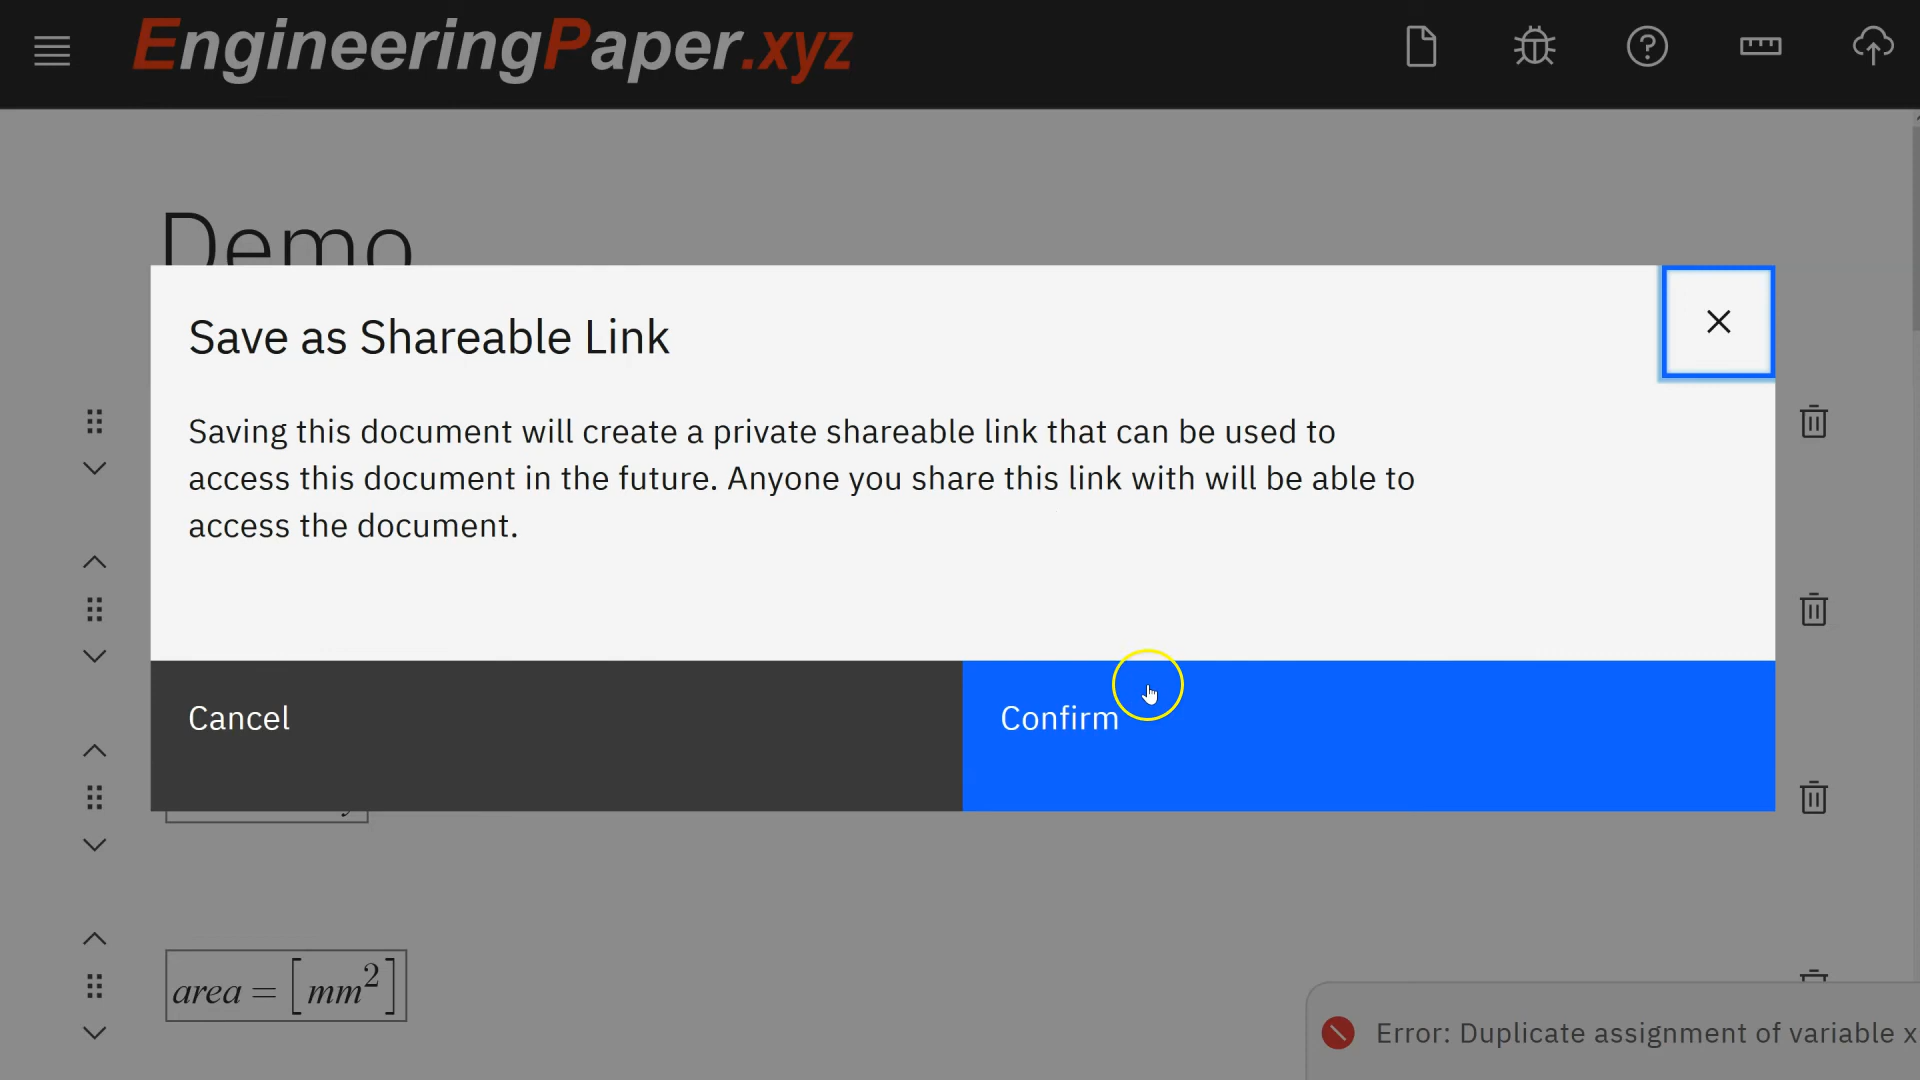 EngineeringPaper.xyz
Demo
Save as Shareable Link
Saving this document will create a private shareable link that can be used to
access this document in the future. Anyone you share this link with will be able to
access the document.
Cancel
Confirm
area = [mm²]
Error: Duplicate assignment of variable x